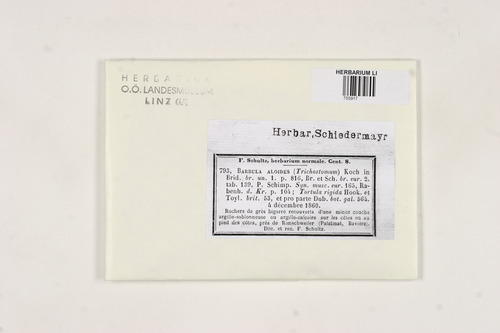 HERBARIUM
O.Ö. LANDESMUSEUM
LINZ
HERBARIUM LI
Herbar, Schiedermayr
F. Schultz, herbarium normale. Cent. 8.
793. BARBULA ALOIDES (Trichostomum) Koch in
Brid. br. un. 1. p. 816, Br. et Sch. br. eur. 2.
tab. 139, P. Schimp. Syn. musc. eur. 165, Ra-
benh. d. Kr. p. 104; Tortula rigida Hook. et
Tayl. brit. 53, et pro parte Dub. bot. gal. 564.
à décembre 1860.
Rochers de grès bigarré recouverts d'une mince couche
argilo-sablonneuse ou argilo-calcaire sur les côtes ou au
pied des côtes, près de (Palatinat, Bavière).
Déc. et rec. F. Schultz.